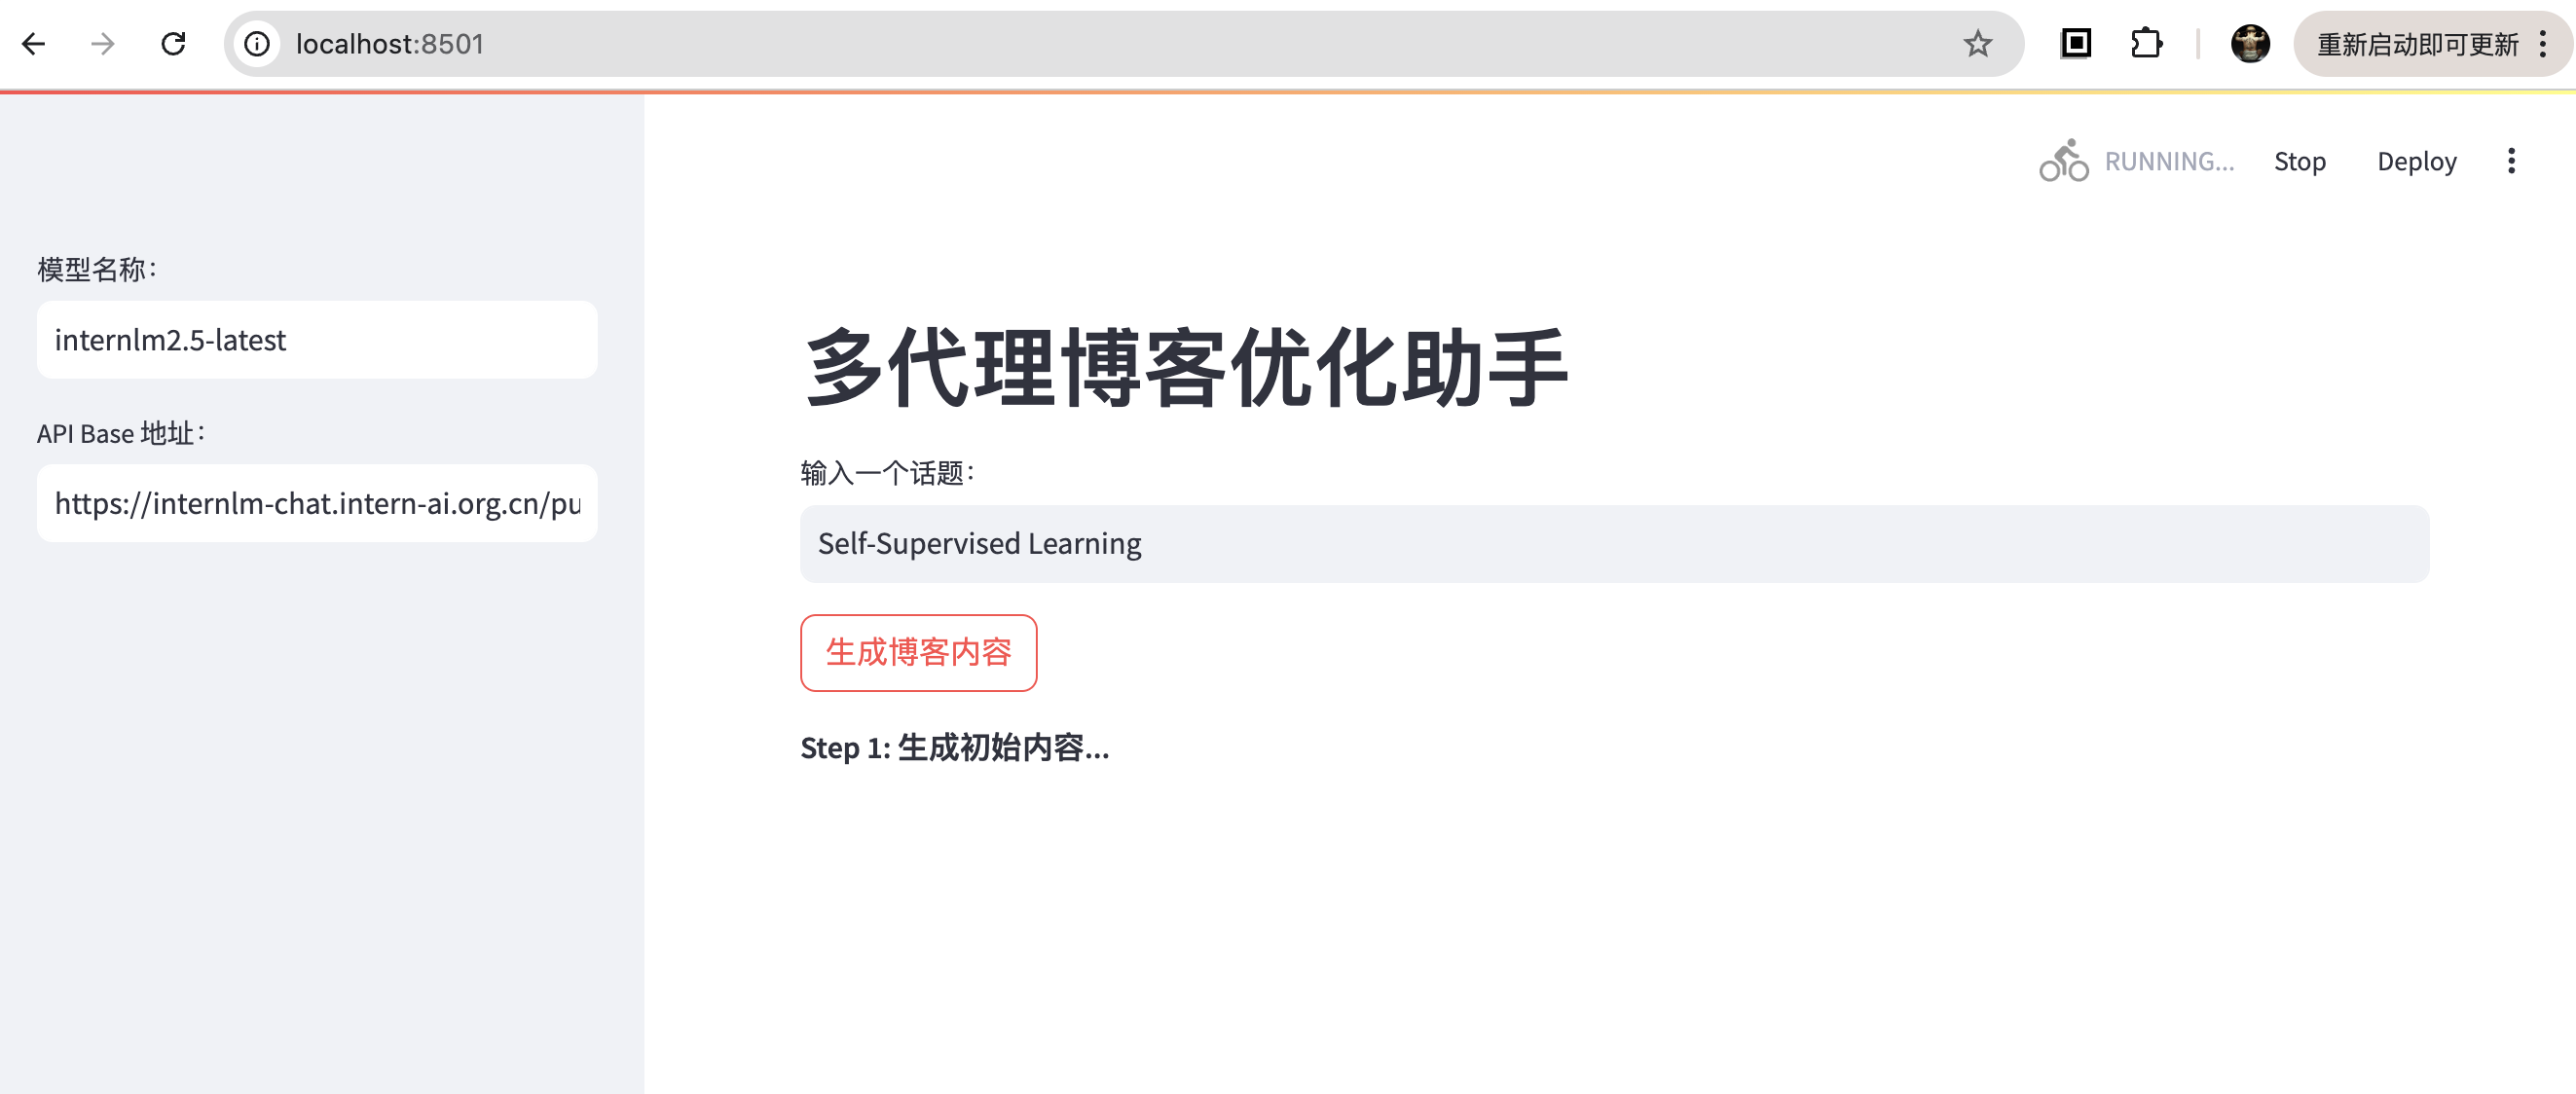 localhost:8501
重新启动即可更新
RUNNING...
Stop
Deploy
模型名称：
internlm2.5-latest
API Base 地址：
https://internlm-chat.intern-ai.org.cn/pu
多代理博客优化助手
输入一个话题：
Self-Supervised Learning
生成博客内容
Step 1: 生成初始内容...